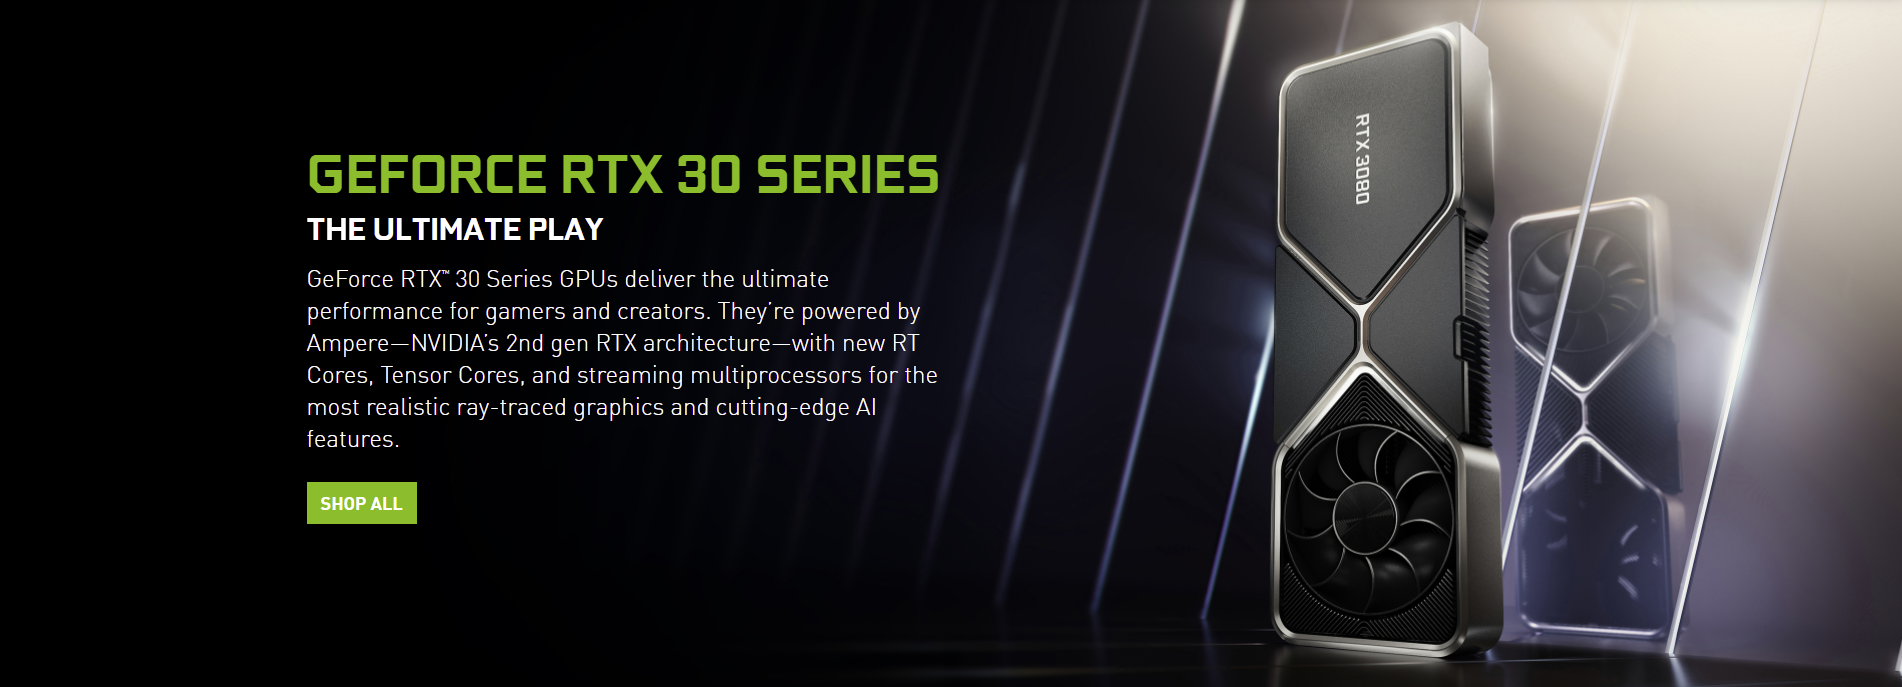 GEFORCE RTX 30 SERIES
THE ULTIMATE PLAY
GeForce RTX™ 30 Series GPUs deliver the ultimate
performance for gamers and creators. They’re powered by
Ampere—NVIDIA’s 2nd gen RTX architecture—with new RT
Cores, Tensor Cores, and streaming multiprocessors for the
most realistic ray-traced graphics and cutting-edge AI
features.
SHOP ALL
RTX 3080